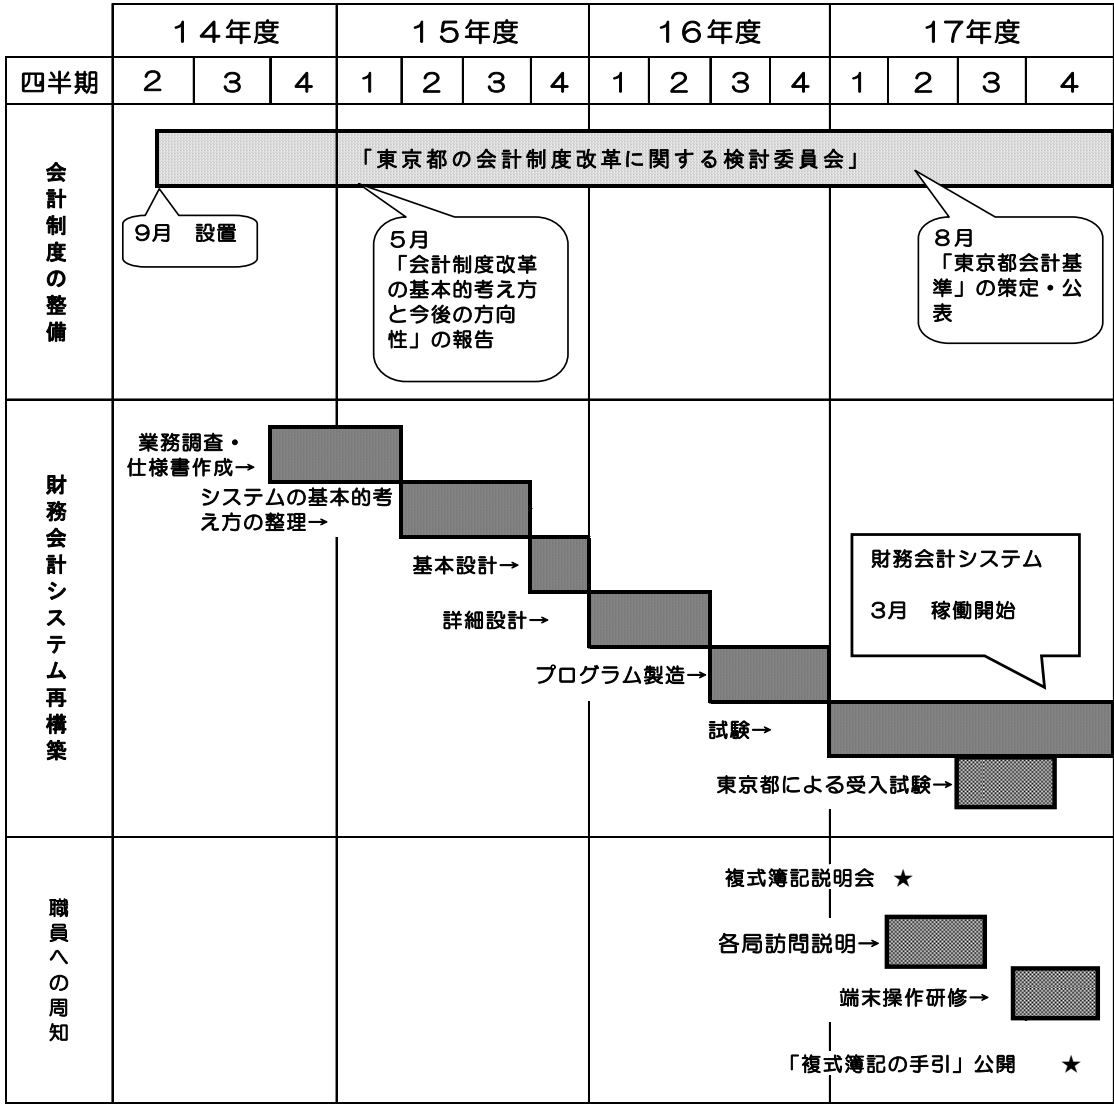 １４年度 １５年度 １６年度 １７年度
四半期 ２ ３ ４ １ ２ ３ ４ １ ２ ３ ４ １ ２ ３ ４
会計制度の整備
「東京都の会計制度改革に関する検討委員会」
９月　設置
５月
「会計制度改革
の基本的考え方
と今後の方向
性」の報告
８月
「東京都会計基
準」の策定・公
表
財務会計システム再構築
業務調査・
仕様書作成→
システムの基本的考
え方の整理→
基本設計→
詳細設計→
プログラム製造→
試験→
東京都による受入試験→
財務会計システム
３月　稼働開始
職員への周知
複式簿記説明会　★
各局訪問説明→
端末操作研修→
「複式簿記の手引」公開　★